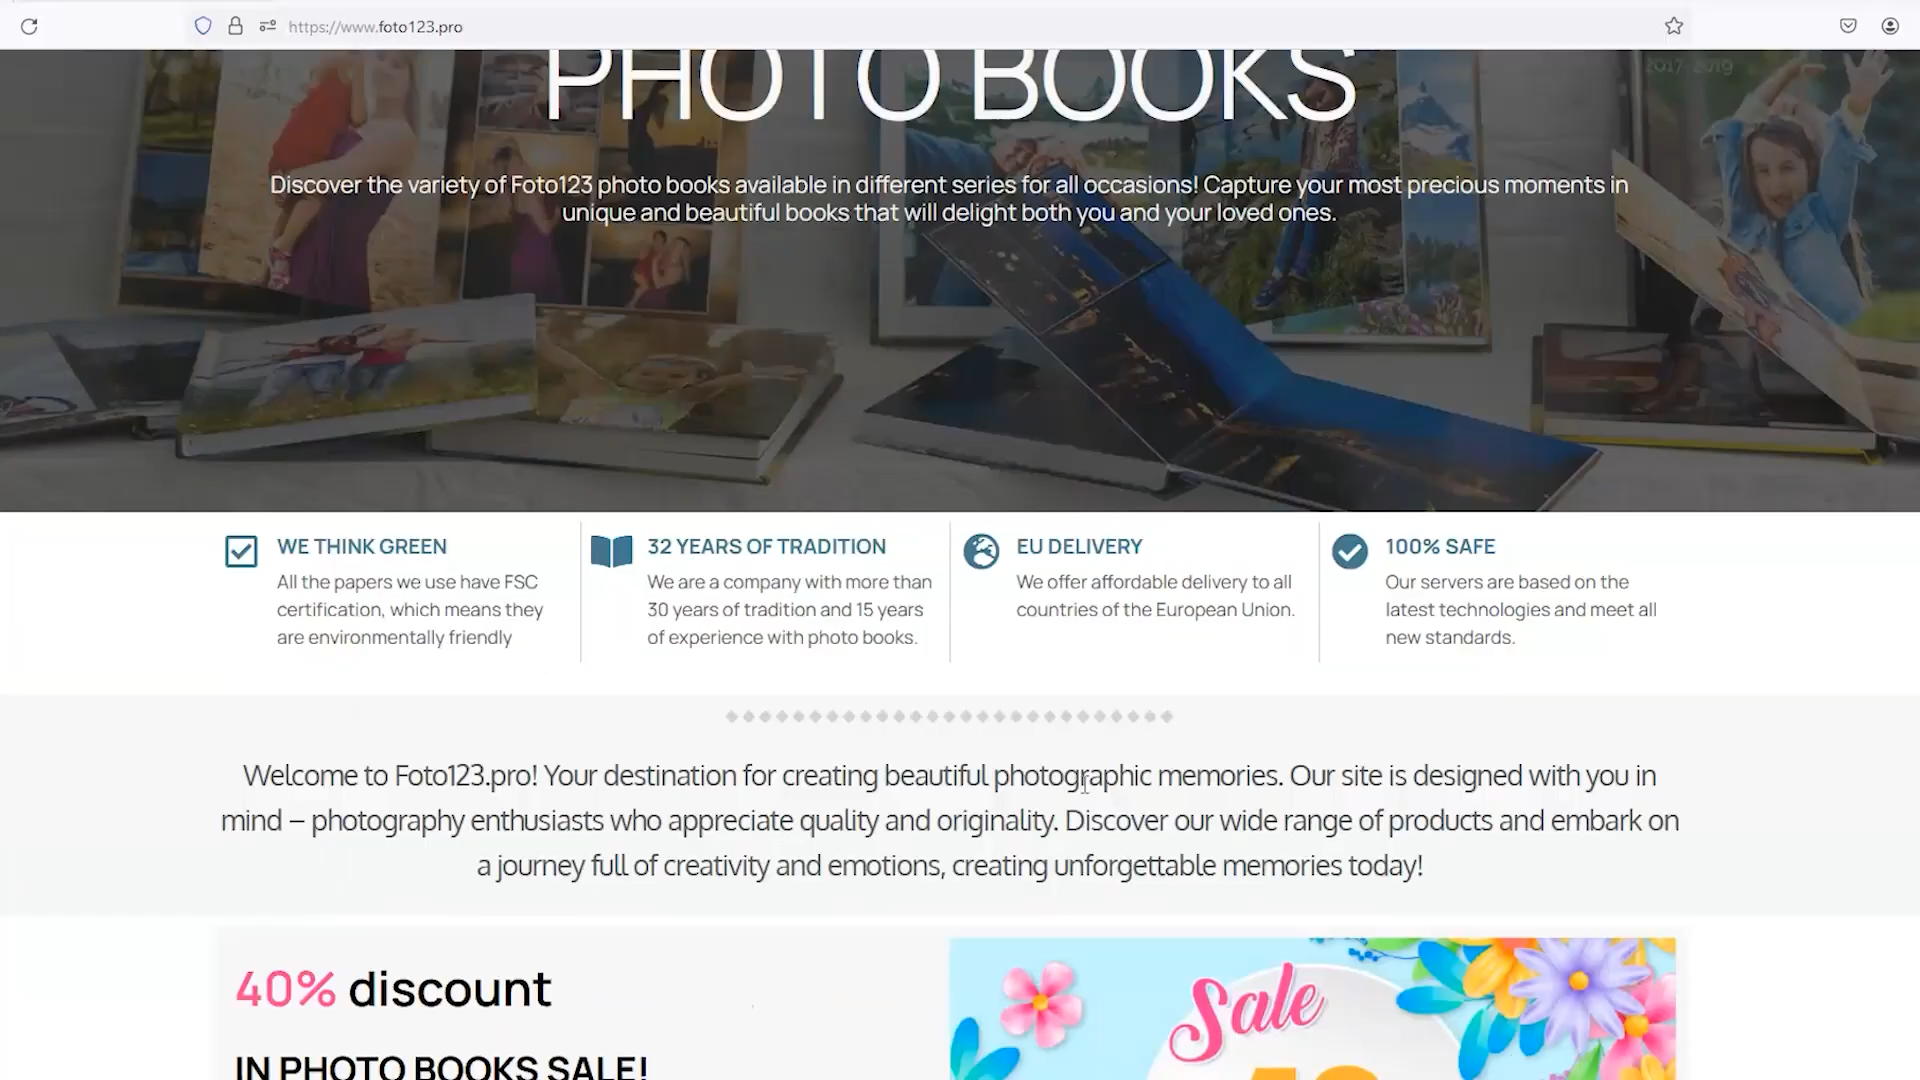 https://www.foto123.pro
PHOTO BOOKS
2017-2019
Discover the variety of Foto123 photo books available in different series for all occasions! Capture your most precious moments in
unique and beautiful books that will delight both you and your loved ones.
WE THINK GREEN
All the papers we use have FSC
certification, which means they
are environmentally friendly
32 YEARS OF TRADITION
We are a company with more than
30 years of tradition and 15 years
of experience with photo books.
EU DELIVERY
We offer affordable delivery to all
countries of the European Union.
100% SAFE
Our servers are based on the
latest technologies and meet all
new standards.
Welcome to Foto123.pro! Your destination for creating beautiful photographic memories. Our site is designed with you in
mind – photography enthusiasts who appreciate quality and originality. Discover our wide range of products and embark on
a journey full of creativity and emotions, creating unforgettable memories today!
40% discount
IN PHOTO BOOKS SALE!
Sale